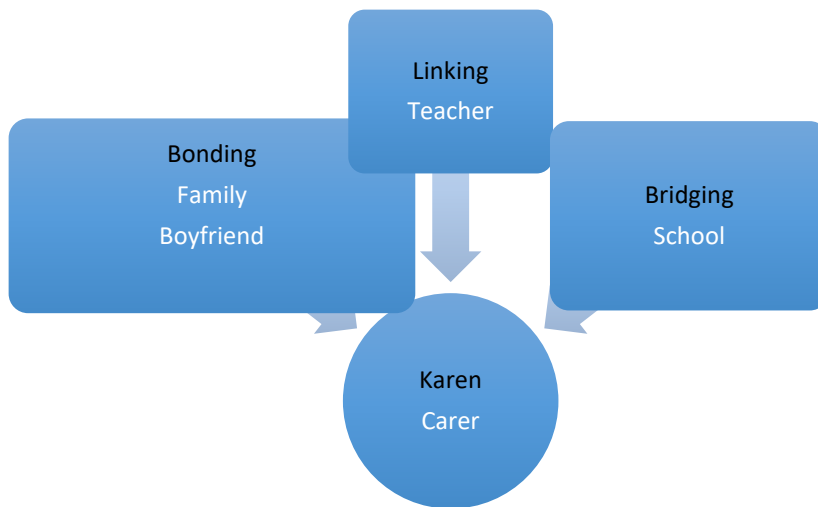 Linking
Teacher
Bonding
Family
Boyfriend
Bridging
School
Karen
Carer